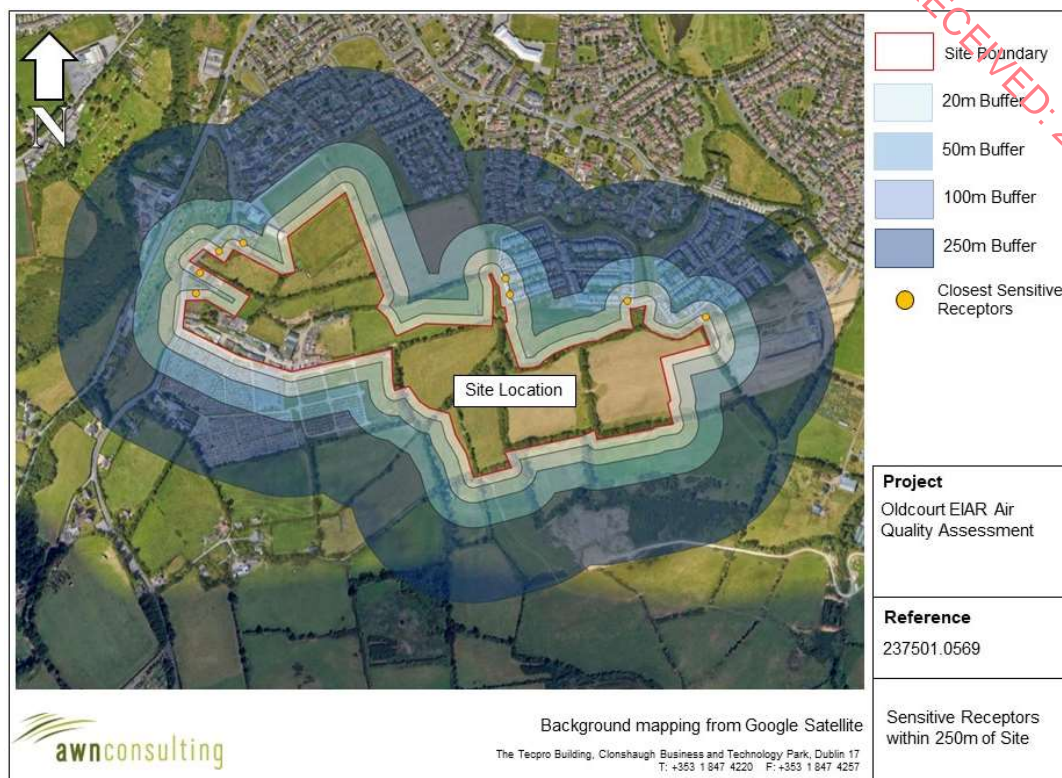 N
Site Location
Site Boundary
20m Buffer
50m Buffer
100m Buffer
250m Buffer
Closest Sensitive
Receptors
RECEIVED: 2
Project
Oldcourt EIAR Air
Quality Assessment
Reference
237501.0569
Sensitive Receptors
within 250m of Site
awnconsulting
Background mapping from Google Satellite
The Tecpro Building, Clonshaugh Business and Technology Park, Dublin 17
T: +353 1 847 4220 F: +353 1 847 4257